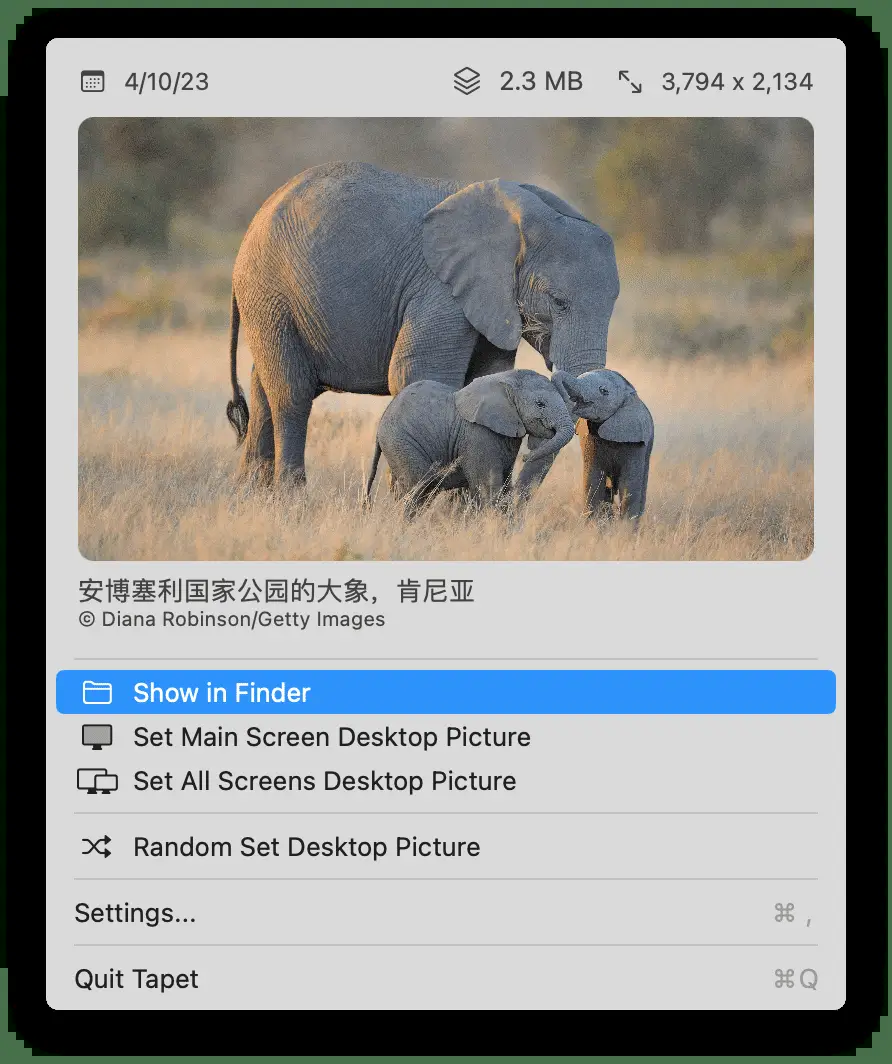 4/10/23 2.3 MB 3,794 x 2,134
安博塞利国家公园的大象，肯尼亚
© Diana Robinson/Getty Images
Show in Finder
Set Main Screen Desktop Picture
Set All Screens Desktop Picture
Random Set Desktop Picture
Settings... ⌘ ,
Quit Tapet ⌘Q